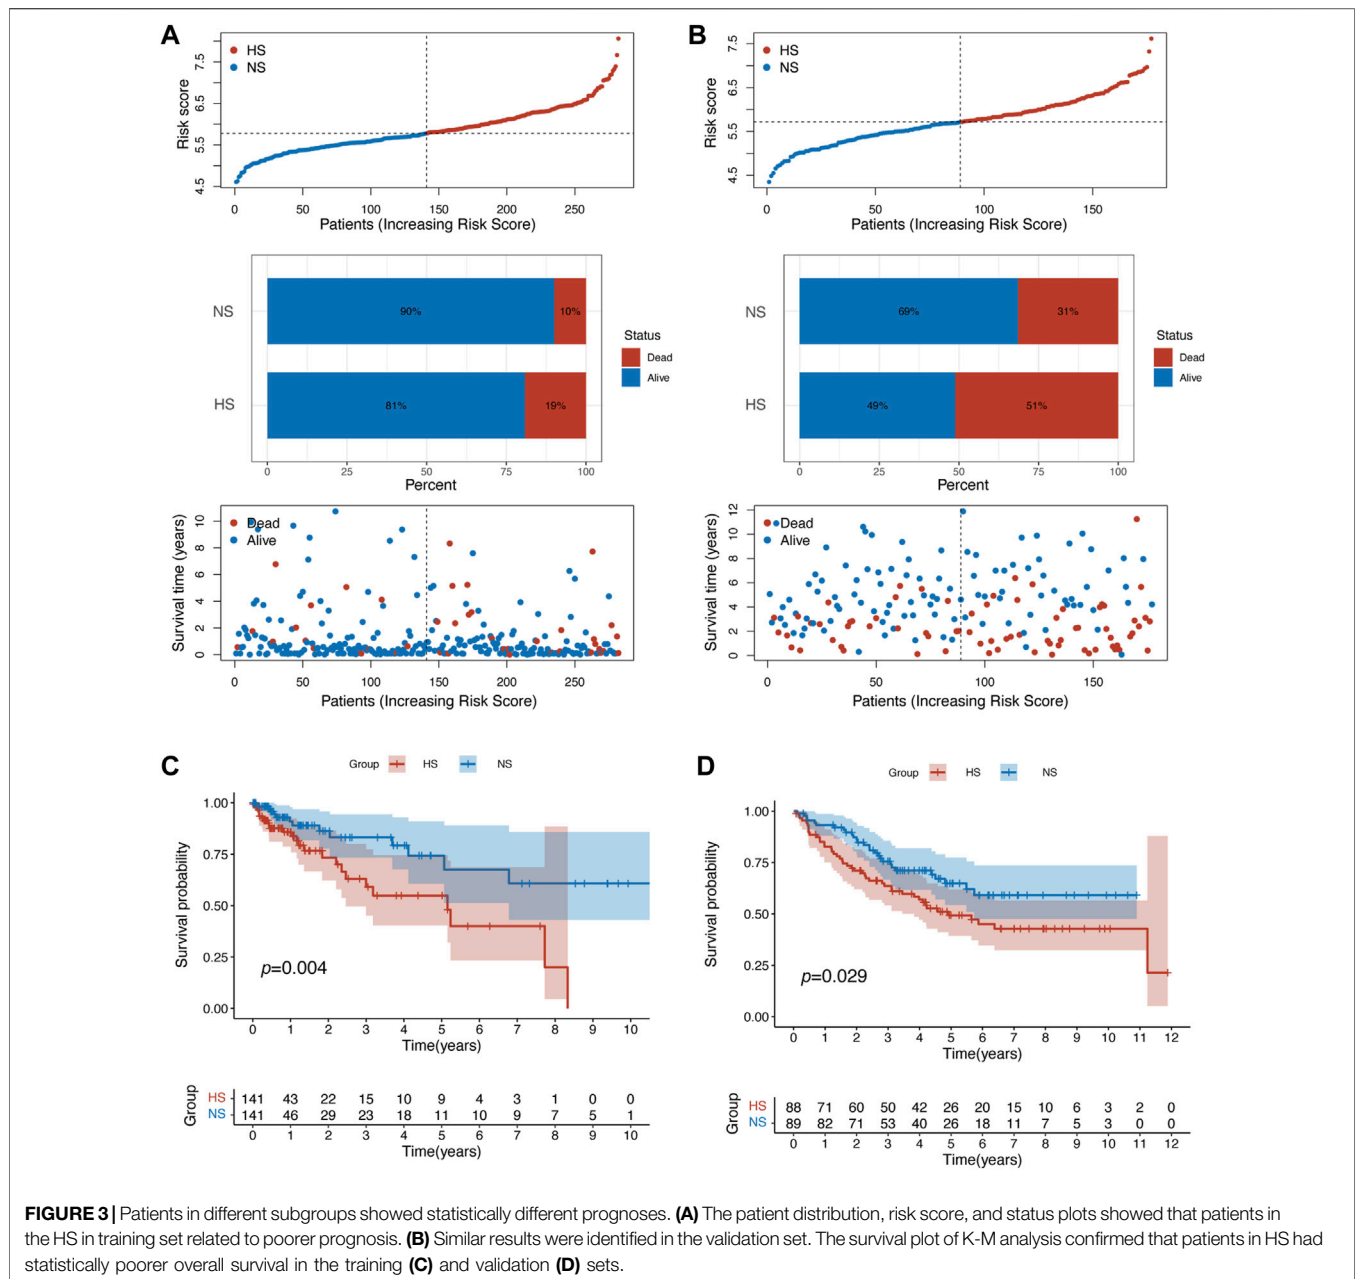 A
HS
NS
Risk score
7.5
6.5
5.5
4.5
0 50 100 150 200 250
Patients (Increasing Risk Score)
NS
90% 10%
HS
81% 19%
Status
Dead
Alive
0 25 50 75 100
Percent
Dead
Alive
Survival time (years)
10
8
6
4
2
0
0 50 100 150 200 250
Patients (Increasing Risk Score)
B
HS
NS
Risk score
7.5
6.5
5.5
4.5
0 50 100 150
Patients (Increasing Risk Score)
NS
69% 31%
HS
49% 51%
Status
Dead
Alive
0 25 50 75 100
Percent
Dead
Alive
Survival time (years)
12
10
8
6
4
2
0
0 50 100 150
Patients (Increasing Risk Score)
C
Group HS NS
Survival probability
1.00
0.75
0.50
0.25
0.00
p=0.004
0 1 2 3 4 5 6 7 8 9 10
Time(years)
Group
HS 141 43 22 15 10 9 4 3 1 0 0
NS 141 46 29 23 18 11 10 9 7 5 1
0 1 2 3 4 5 6 7 8 9 10
Time(years)
D
Group HS NS
Survival probability
1.00
0.75
0.50
0.25
0.00
p=0.029
0 1 2 3 4 5 6 7 8 9 10 11 12
Time(years)
Group
HS 88 71 60 50 42 26 20 15 10 6 3 2 0
NS 89 82 71 53 40 26 18 11 7 5 3 0 0
0 1 2 3 4 5 6 7 8 9 10 11 12
Time(years)
FIGURE 3 | Patients in different subgroups showed statistically different prognoses. (A) The patient distribution, risk score, and status plots showed that patients in
the HS in training set related to poorer prognosis. (B) Similar results were identified in the validation set. The survival plot of K-M analysis confirmed that patients in HS had
statistically poorer overall survival in the training (C) and validation (D) sets.